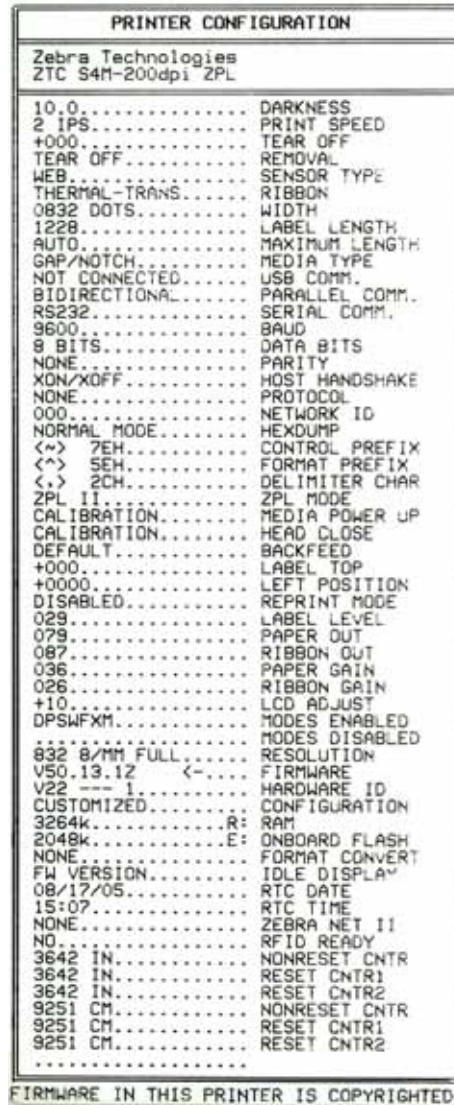 PRINTER CONFIGURATION
Zebra Technologies
ZTC S4M-200dpi ZPL
10.0............... DARKNESS
2 IPS.............. PRINT SPEED
+000............... TEAR OFF
TEAR OFF........... REMOVAL
WEB................ SENSOR TYPE
THERMAL-TRANS...... RIBBON
0832 DOTS.......... WIDTH
1228............... LABEL LENGTH
AUTO............... MAXIMUM LENGTH
GAP/NOTCH.......... MEDIA TYPE
NOT CONNECTED...... USB COMM.
BIDIRECTIONAL...... PARALLEL COMM.
RS232.............. SERIAL COMM.
9600............... BAUD
8 BITS............. DATA BITS
NONE............... PARITY
XON/XOFF........... HOST HANDSHAKE
NONE............... PROTOCOL
000................ NETWORK ID
NORMAL MODE........ HEXDUMP
<~> 7EH............ CONTROL PREFIX
<^> 5EH............ FORMAT PREFIX
<,> 2CH............ DELIMITER CHAR
ZPL II............. ZPL MODE
CALIBRATION........ MEDIA POWER UP
CALIBRATION........ HEAD CLOSE
DEFAULT............ BACKFEED
+000............... LABEL TOP
+0000.............. LEFT POSITION
DISABLED........... REPRINT MODE
029................ LABEL LEVEL
079................ PAPER OUT
087................ RIBBON OUT
036................ PAPER GAIN
026................ RIBBON GAIN
+10................ LCD ADJUST
DPSWFXM............ MODES ENABLED
................... MODES DISABLED
832 8/MM FULL...... RESOLUTION
V50.13.1Z <-.... FIRMWARE
V22 --- 1.......... HARDWARE ID
CUSTOMIZED......... CONFIGURATION
3264k............R: RAM
2048k............E: ONBOARD FLASH
NONE............... FORMAT CONVERT
FW VERSION......... IDLE DISPLAY
08/17/05........... RTC DATE
15:07.............. RTC TIME
NONE............... ZEBRA NET II
NO................. RFID READY
3642 IN............ NONRESET CNTR
3642 IN............ RESET CNTR1
3642 IN............ RESET CNTR2
9251 CM............ NONRESET CNTR
9251 CM............ RESET CNTR1
9251 CM............ RESET CNTR2
...................
FIRMWARE IN THIS PRINTER IS COPYRIGHTED